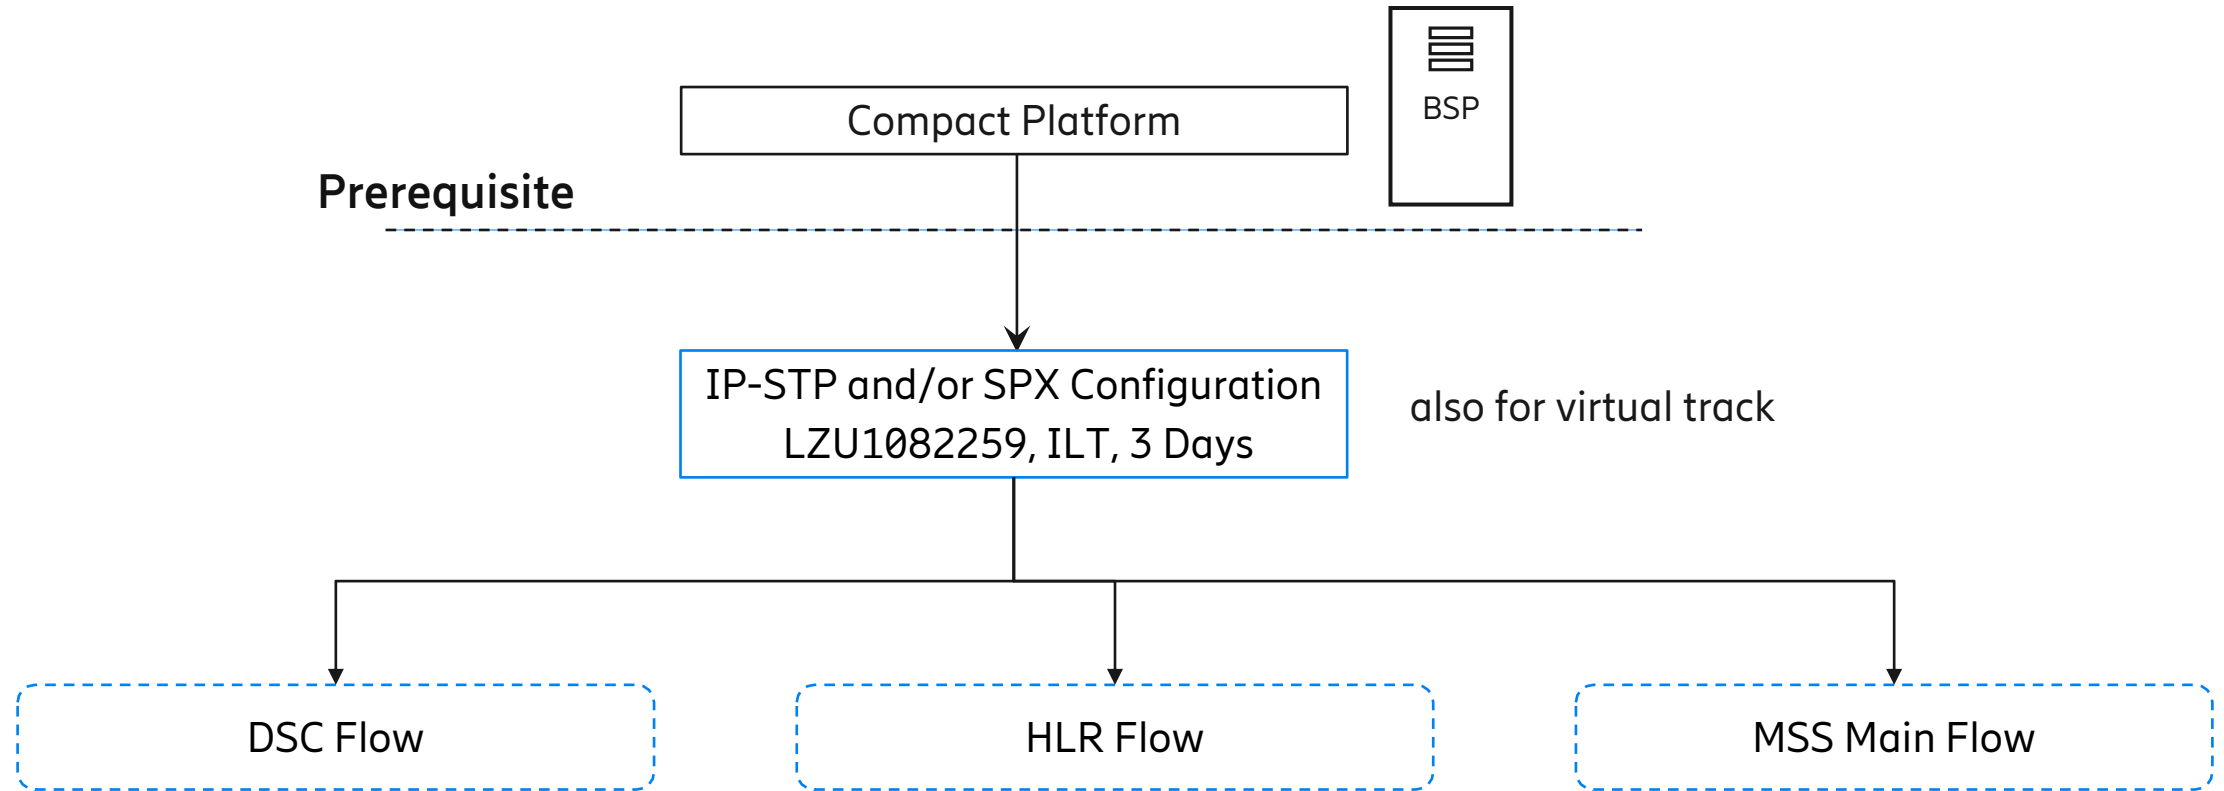 BSP
Compact Platform
Prerequisite
IP-STP and/or SPX Configuration
LZU1082259, ILT, 3 Days
also for virtual track
DSC Flow
HLR Flow
MSS Main Flow